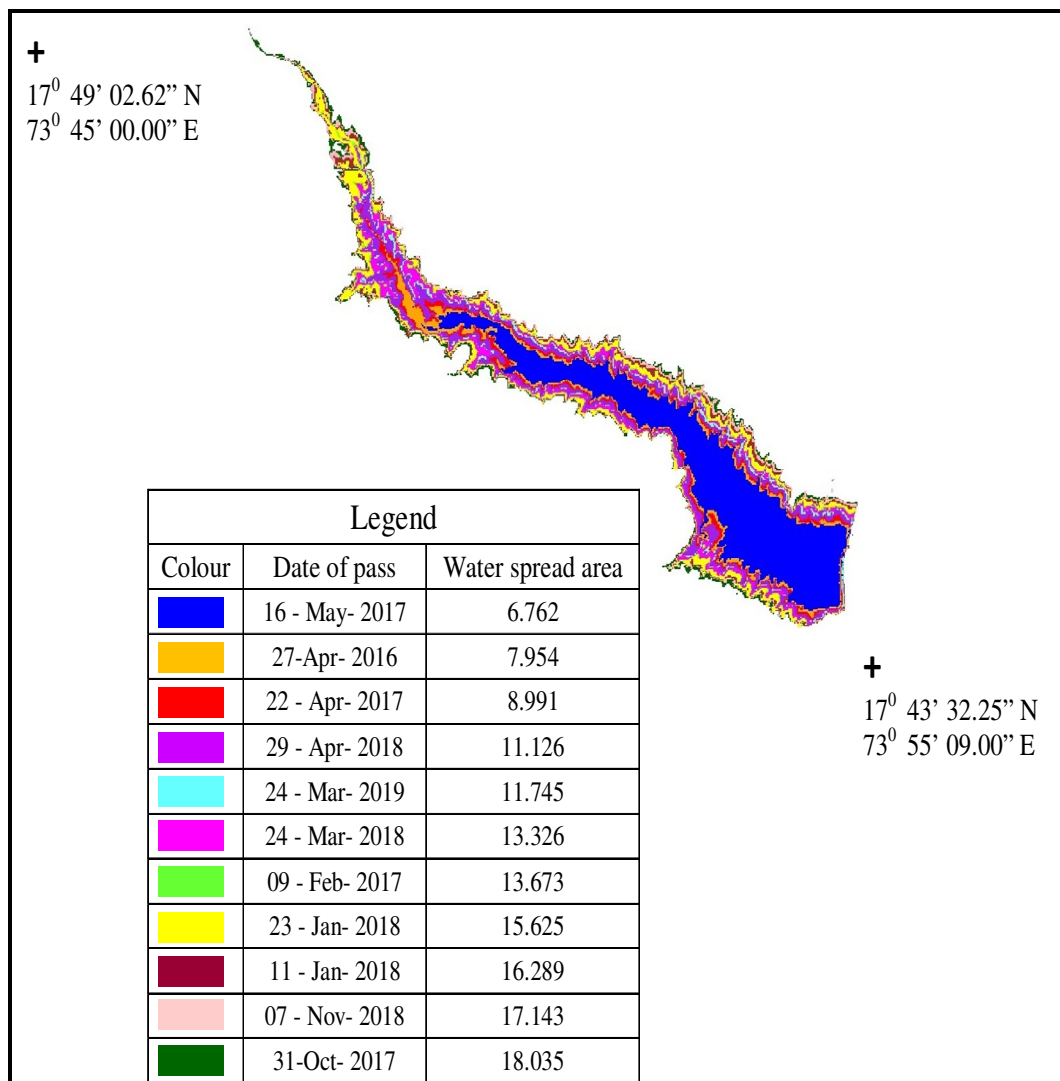 +
17⁰ 49’ 02.62” N
73⁰ 45’ 00.00” E
Legend
Colour Date of pass Water spread area
16 - May- 2017 6.762
27-Apr- 2016 7.954
22 - Apr- 2017 8.991
29 - Apr- 2018 11.126
24 - Mar- 2019 11.745
24 - Mar- 2018 13.326
09 - Feb- 2017 13.673
23 - Jan- 2018 15.625
11 - Jan- 2018 16.289
07 - Nov- 2018 17.143
31-Oct- 2017 18.035
+
17⁰ 43’ 32.25” N
73⁰ 55’ 09.00” E